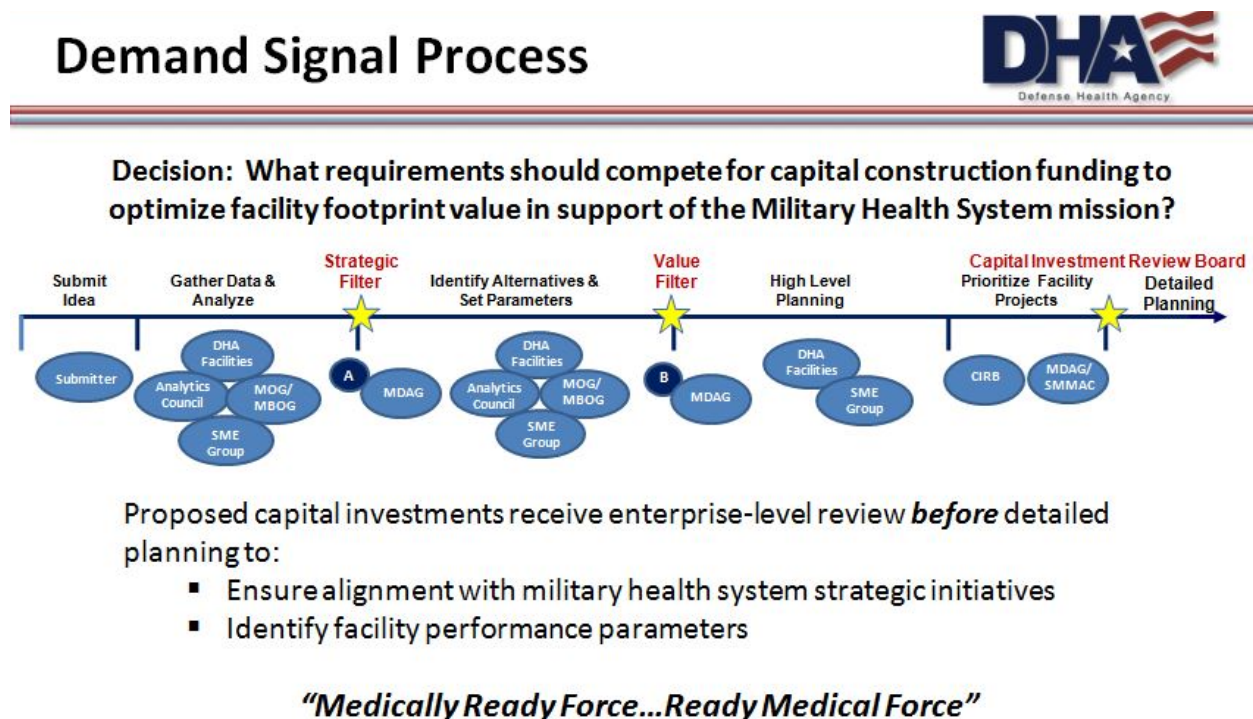 Demand Signal Process
DHA
Defense Health Agency
Decision: What requirements should compete for capital construction funding to
optimize facility footprint value in support of the Military Health System mission?
Submit
Idea
Gather Data &
Analyze
Strategic
Filter
Identify Alternatives &
Set Parameters
Value
Filter
High Level
Planning
Capital Investment Review Board
Prioritize Facility
Projects
Detailed
Planning
Submitter
DHA
Facilities
Analytics
Council
MOG/
MBOG
SME
Group
A
MDAG
DHA
Facilities
Analytics
Council
MOG/
MBOG
SME
Group
B
MDAG
DHA
Facilities
SME
Group
CIRB
MDAG/
SMMAC
Proposed capital investments receive enterprise-level review before detailed
planning to:
▪ Ensure alignment with military health system strategic initiatives
▪ Identify facility performance parameters
“Medically Ready Force…Ready Medical Force”